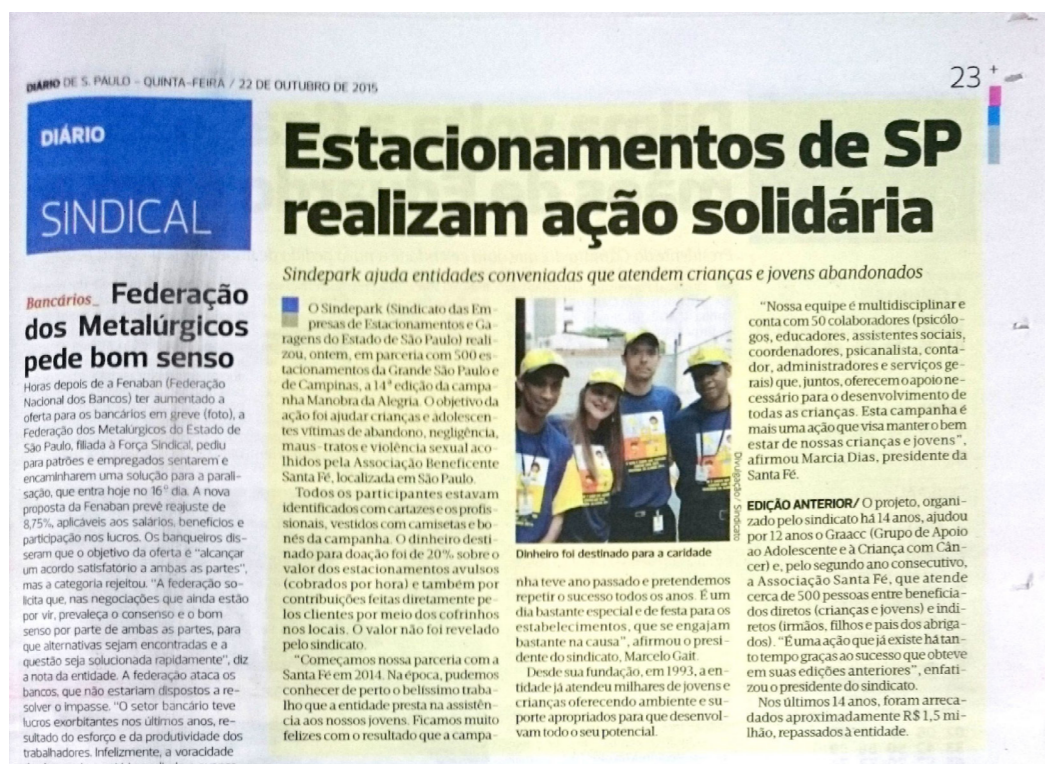 DIÁRIO DE S. PAULO - QUINTA-FEIRA / 22 DE OUTUBRO DE 2015
23
DIÁRIO
SINDICAL
Bancários_ Federação
dos Metalúrgicos
pede bom senso
Horas depois de a Fenaban (Federação
Nacional dos Bancos) ter aumentado a
oferta para os bancários em greve (foto), a
Federação dos Metalúrgicos do Estado de
São Paulo, filiada à Força Sindical, pediu
para patrões e empregados sentarem e
encaminharem uma solução para a parali-
sação, que entra hoje no 16º dia. A nova
proposta da Fenaban prevê reajuste de
8,75%, aplicáveis aos salários, benefícios e
participação nos lucros. Os banqueiros dis-
seram que o objetivo da oferta é "alcançar
um acordo satisfatório a ambas as partes",
mas a categoria rejeitou. "A federação so-
licita que, nas negociações que ainda estão
por vir, prevaleça o consenso e o bom
senso por parte de ambas as partes, para
que alternativas sejam encontradas e a
questão seja solucionada rapidamente", diz
a nota da entidade. A federação ataca os
bancos, que não estariam dispostos a re-
solver o impasse. "O setor bancário teve
lucros exorbitantes nos últimos anos, re-
sultado do esforço e da produtividade dos
trabalhadores. Infelizmente, a voracidade
Estacionamentos de SP
realizam ação solidária
Sindepark ajuda entidades conveniadas que atendem crianças e jovens abandonados
O Sindepark (Sindicato das Em-
presas de Estacionamentos e Ga-
ragens do Estado de São Paulo) reali-
zou, ontem, em parceria com 500 es-
tacionamentos da Grande São Paulo e
de Campinas, a 14ª edição da campa-
nha Manobra da Alegria. O objetivo da
ação foi ajudar crianças e adolescen-
tes vítimas de abandono, negligência,
maus-tratos e violência sexual aco-
lhidos pela Associação Beneficente
Santa Fé, localizada em São Paulo.
Todos os participantes estavam
identificados com cartazes e os profis-
sionais, vestidos com camisetas e bo-
nés da campanha. O dinheiro desti-
nado para doação foi de 20% sobre o
valor dos estacionamentos avulsos
(cobrados por hora) e também por
contribuições feitas diretamente pe-
los clientes por meio dos cofrinhos
nos locais. O valor não foi revelado
pelo sindicato.
"Começamos nossa parceria com a
Santa Fé em 2014. Na época, pudemos
conhecer de perto o belíssimo traba-
lho que a entidade presta na assistên-
cia aos nossos jovens. Ficamos muito
felizes com o resultado que a campa-
Divulgação/Sindicato
Dinheiro foi destinado para a caridade
nha teve ano passado e pretendemos
repetir o sucesso todos os anos. É um
dia bastante especial e de festa para os
estabelecimentos, que se engajam
bastante na causa", afirmou o presi-
dente do sindicato, Marcelo Gait.
Desde sua fundação, em 1993, a en-
tidade já atendeu milhares de jovens e
crianças oferecendo ambiente e su-
porte apropriados para que desenvol-
vam todo o seu potencial.
"Nossa equipe é multidisciplinar e
conta com 50 colaboradores (psicólo-
ogos, educadores, assistentes sociais,
coordenadores, psicanalista, conta-
dor, administradores e serviços ge-
rais) que, juntos, oferecem o apoio ne-
cessário para o desenvolvimento de
todas as crianças. Esta campanha é
mais uma ação que visa manter o bem
estar de nossas crianças e jovens",
afirmou Marcia Dias, presidente da
Santa Fé.
EDIÇÃO ANTERIOR/ O projeto, organi-
zado pelo sindicato há 14 anos, ajudou
por 12 anos o Graacc (Grupo de Apoio
ao Adolescente e à Criança com Cân-
cer) e, pelo segundo ano consecutivo,
a Associação Santa Fé, que atende
cerca de 500 pessoas entre beneficia-
dos diretos (crianças e jovens) e indi-
retos (irmãos, filhos e pais dos abriga-
dos). "É uma ação que já existe há tan-
to tempo graças ao sucesso que obteve
em suas edições anteriores", enfati-
zou o presidente do sindicato.
Nos últimos 14 anos, foram arreca-
dados aproximadamente R$ 1,5 mi-
lhão, repassados à entidade.